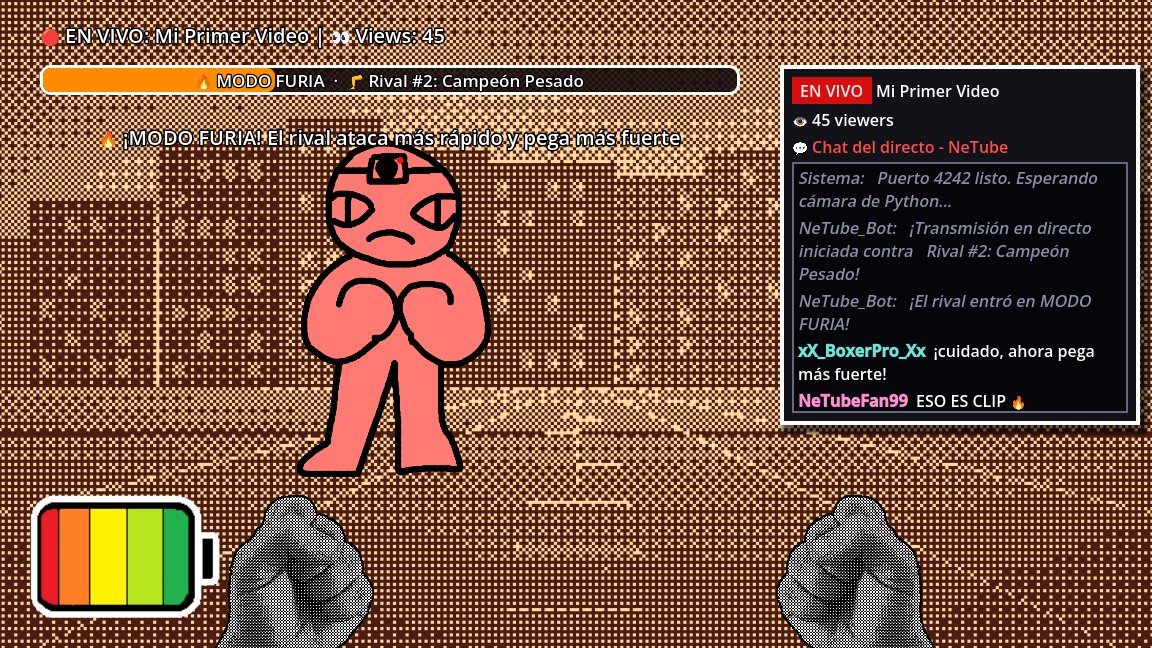 🔴 EN VIVO: Mi Primer Video | 👀 Views: 45
🔥 MODO FURIA · 🦵 Rival #2: Campeón Pesado
🔥 ¡MODO FURIA! El rival ataca más rápido y pega más fuerte
EN VIVO Mi Primer Video
👁 45 viewers
💬 Chat del directo - NeTube
Sistema: Puerto 4242 listo. Esperando
cámara de Python...
NeTube_Bot: ¡Transmisión en directo
iniciada contra Rival #2: Campeón
Pesado!
NeTube_Bot: ¡El rival entró en MODO
FURIA!
xX_BoxerPro_Xx ¡cuidado, ahora pega
más fuerte!
NeTubeFan99 ESO ES CLIP 🔥